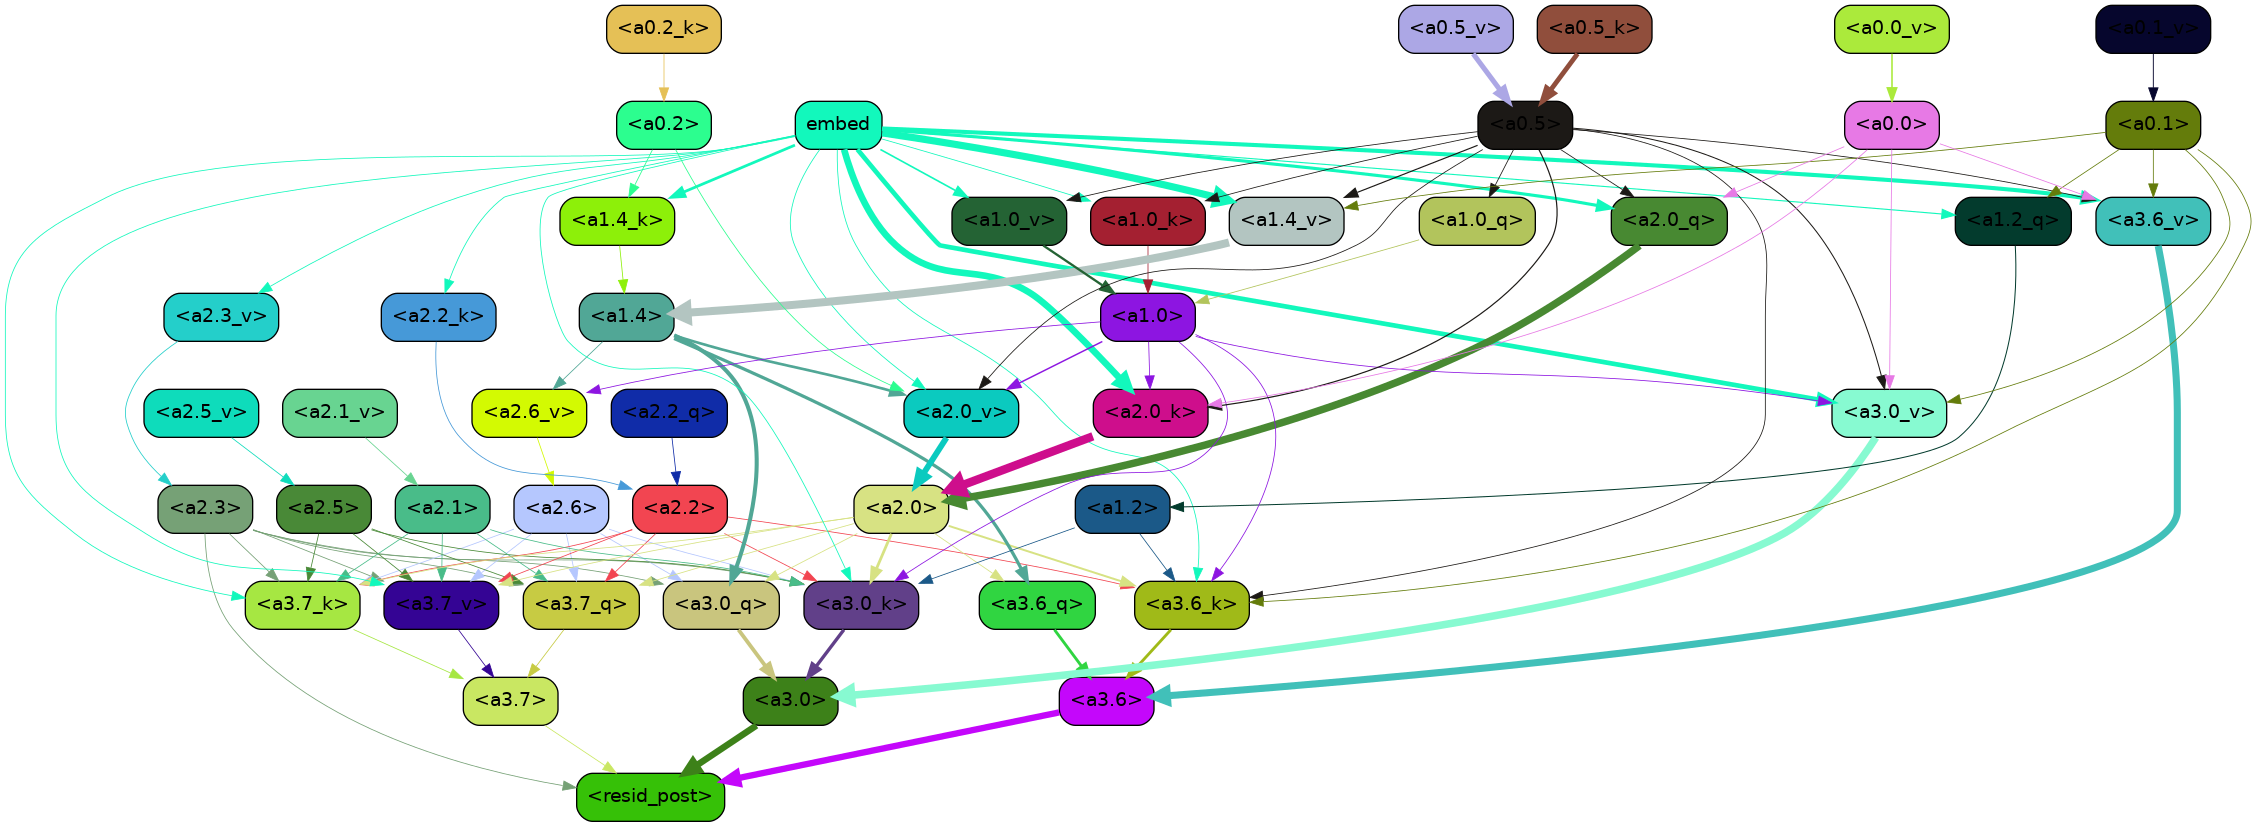 <a0.2_k>
<a0.5_v>
<a0.5_k>
<a0.0_v>
<a0.1_v>
<a0.2>
embed
<a0.5>
<a0.0>
<a0.1>
<a1.4_k>
<a1.0_v>
<a1.0_k>
<a1.4_v>
<a1.0_q>
<a2.0_q>
<a1.2_q>
<a3.6_v>
<a2.3_v>
<a2.2_k>
<a1.4>
<a1.0>
<a2.5_v>
<a2.1_v>
<a2.6_v>
<a2.2_q>
<a2.0_v>
<a2.0_k>
<a3.0_v>
<a2.3>
<a2.5>
<a2.1>
<a2.6>
<a2.2>
<a2.0>
<a1.2>
<a3.7_k>
<a3.7_v>
<a3.7_q>
<a3.0_q>
<a3.0_k>
<a3.6_q>
<a3.6_k>
<a3.7>
<a3.0>
<a3.6>
<resid_post>